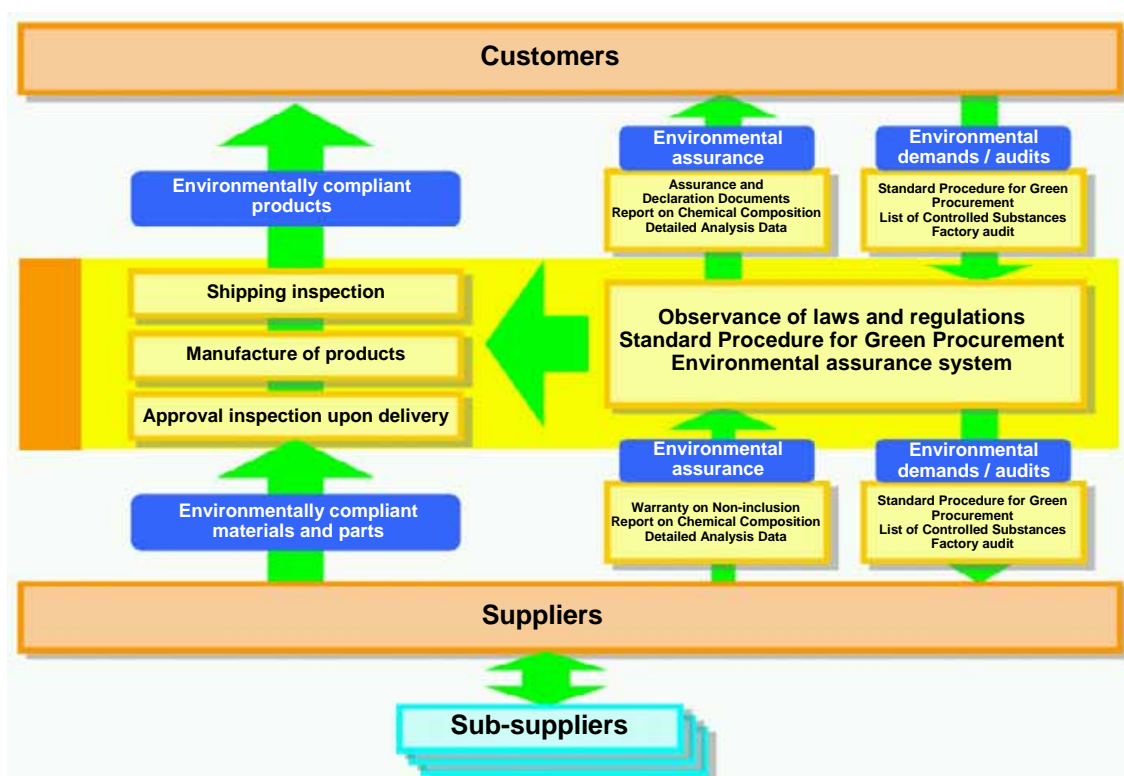 Customers
Environmentally compliant
products
Environmental
assurance
Assurance and
Declaration Documents
Report on Chemical Composition
Detailed Analysis Data
Environmental
demands / audits
Standard Procedure for Green
Procurement
List of Controlled Substances
Factory audit
Shipping inspection
Manufacture of products
Approval inspection upon delivery
Observance of laws and regulations
Standard Procedure for Green Procurement
Environmental assurance system
Environmentally compliant
materials and parts
Environmental
assurance
Warranty on Non-inclusion
Report on Chemical Composition
Detailed Analysis Data
Environmental
demands / audits
Standard Procedure for Green
Procurement
List of Controlled Substances
Factory audit
Suppliers
Sub-suppliers